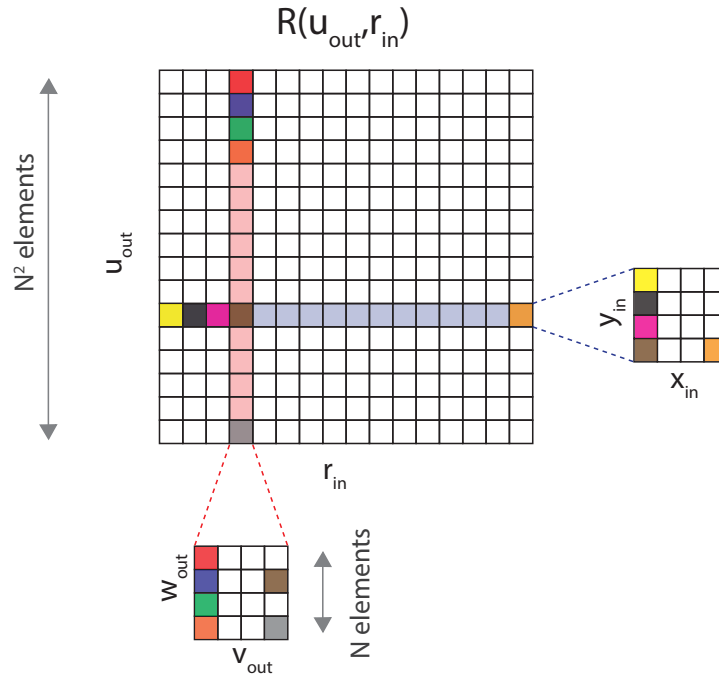 R(u_out,r_in)
N² elements
u_out
y_in
x_in
r_in
w_out
N elements
v_out